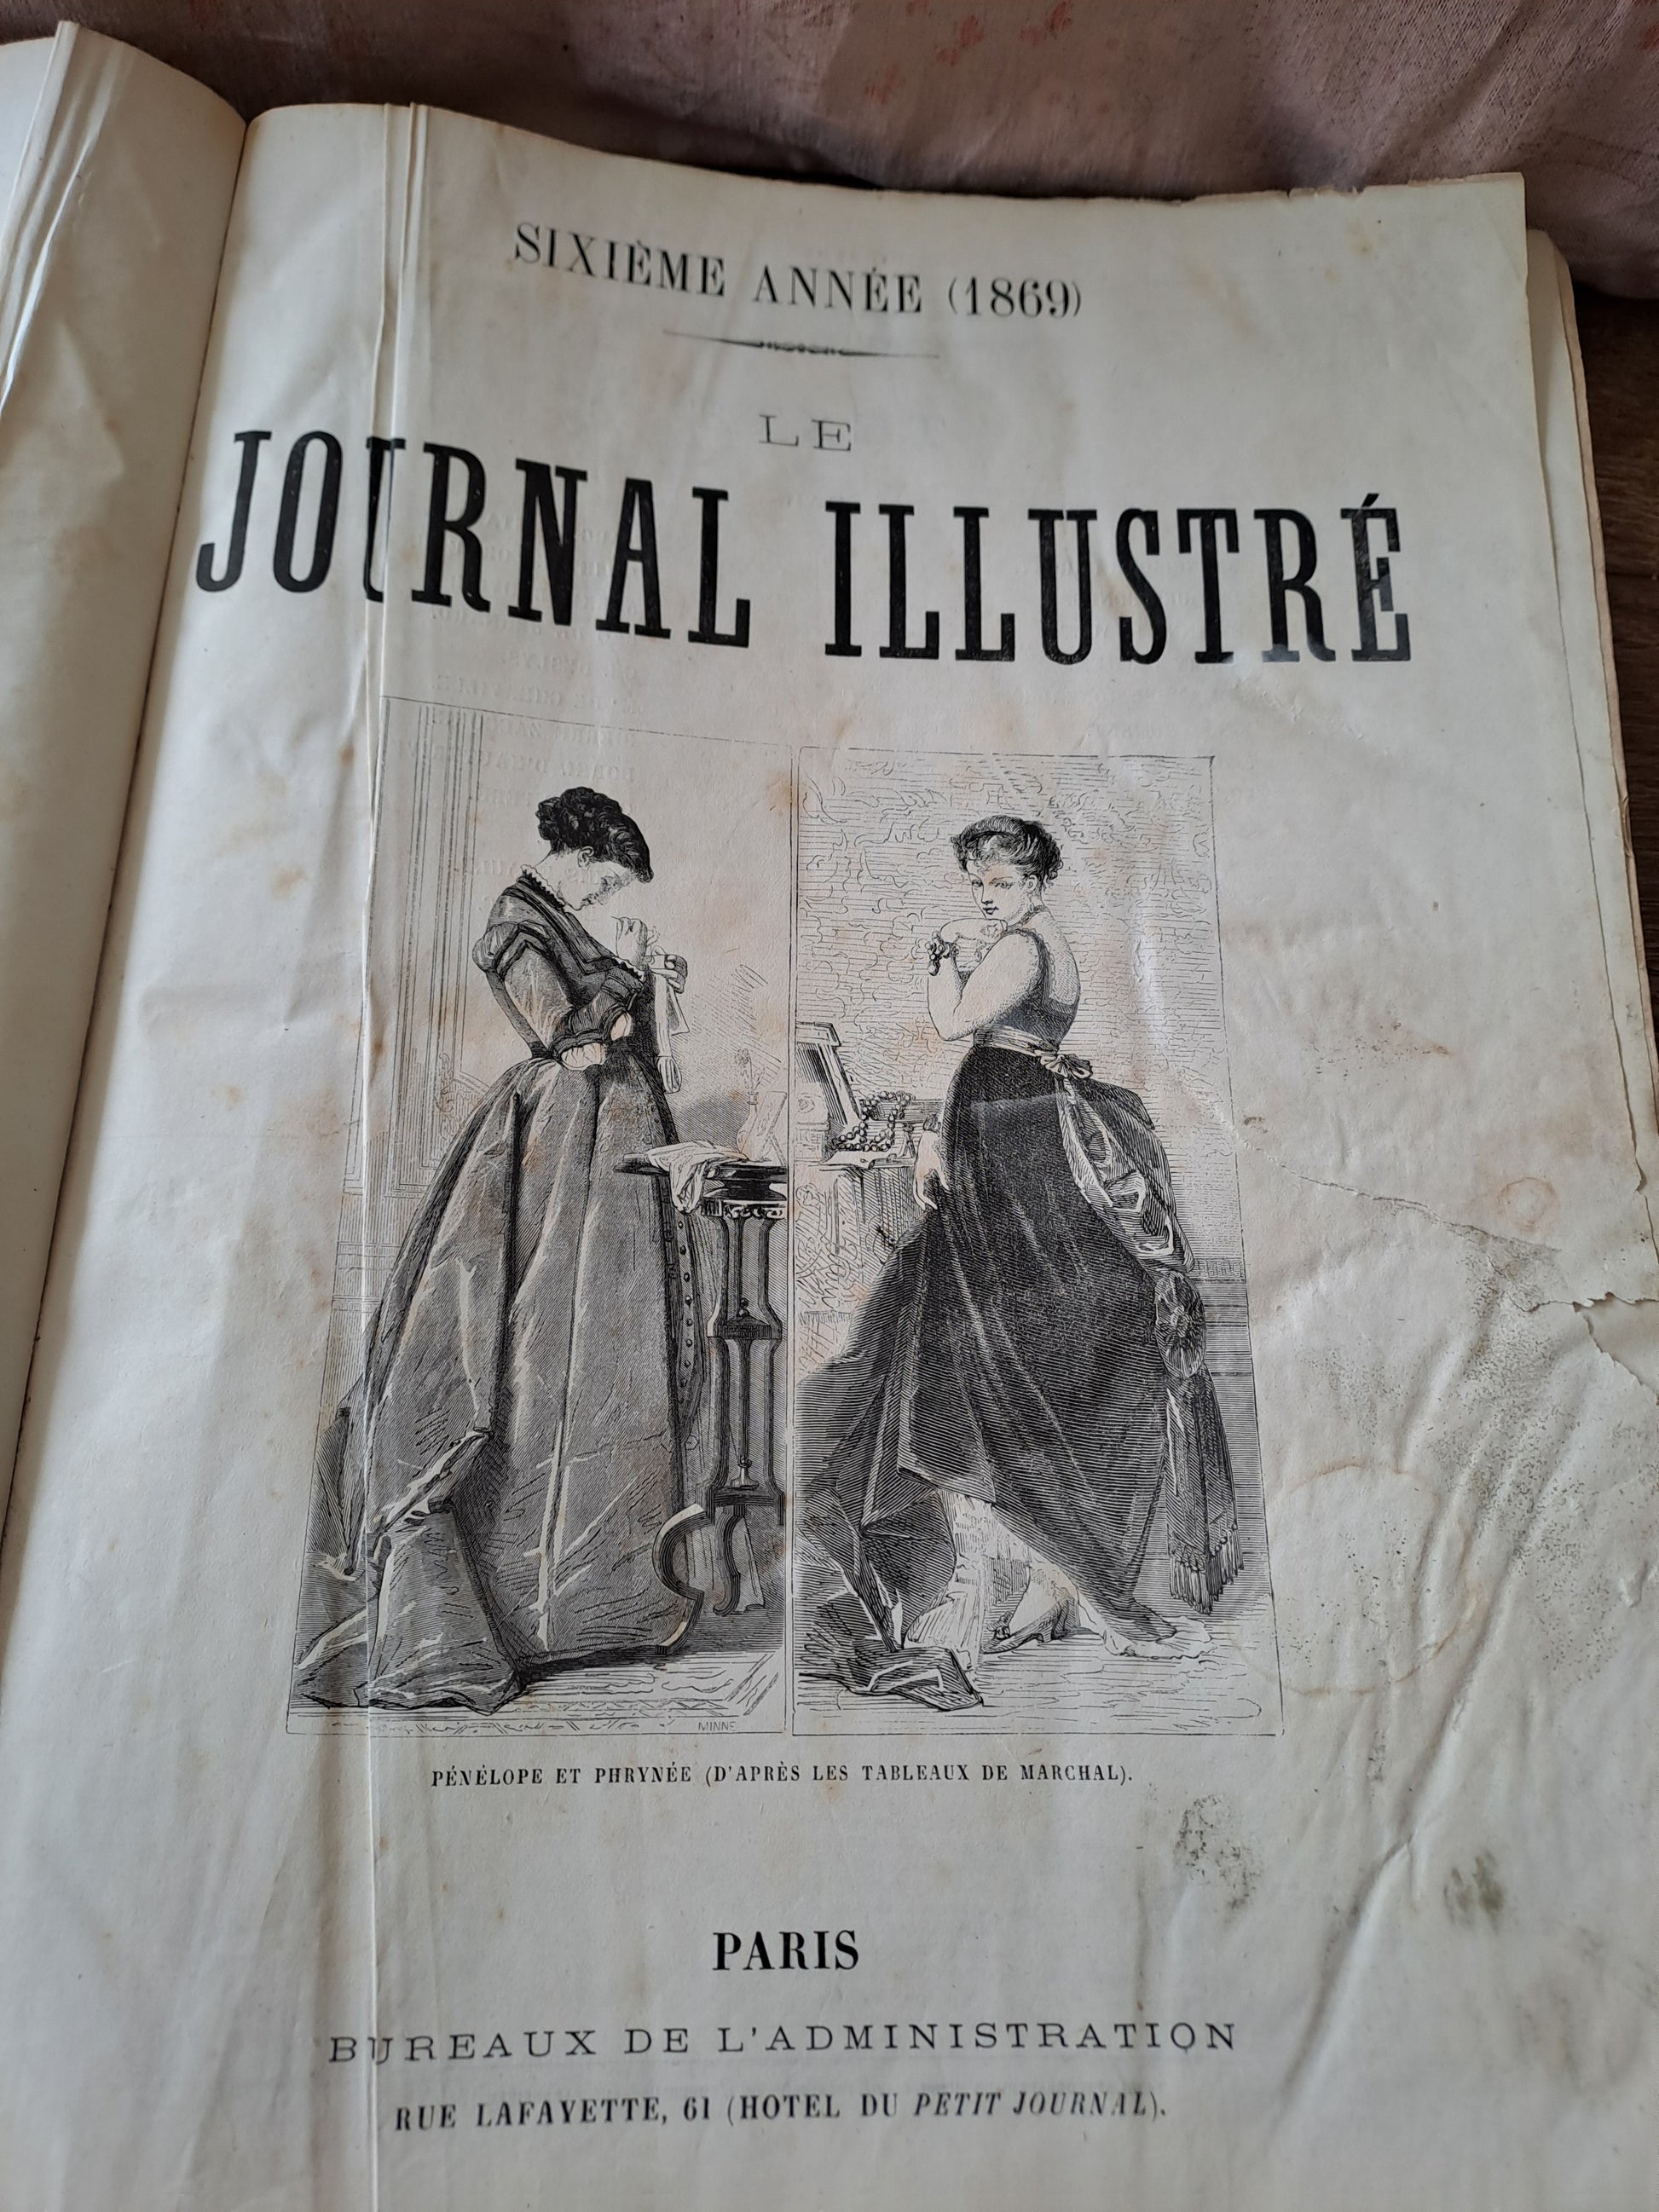 SIXIÈME ANNÉE (1869)
LE
JOURNAL ILLUSTRÉ
MINNE
PÉNÉLOPE ET PHRYNÉE (D'APRÈS LES TABLEAUX DE MARCHAL).
PARIS
BUREAUX DE L'ADMINISTRATION
RUE LAFAYETTE, 61 (HOTEL DU PETIT JOURNAL).